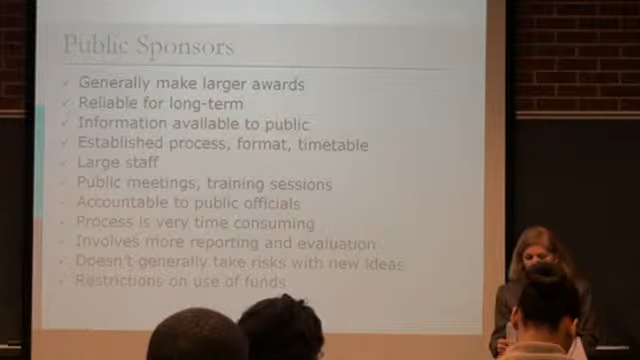 Public Sponsors
Generally make larger awards
Reliable for long-term
Information available to public
Established process, format, timetable
Large staff
Public meetings, training sessions
Accountable to public officials
Process is very time consuming
Involves more reporting and evaluation
Doesn't generally take risks with new ideas
Restrictions on use of funds